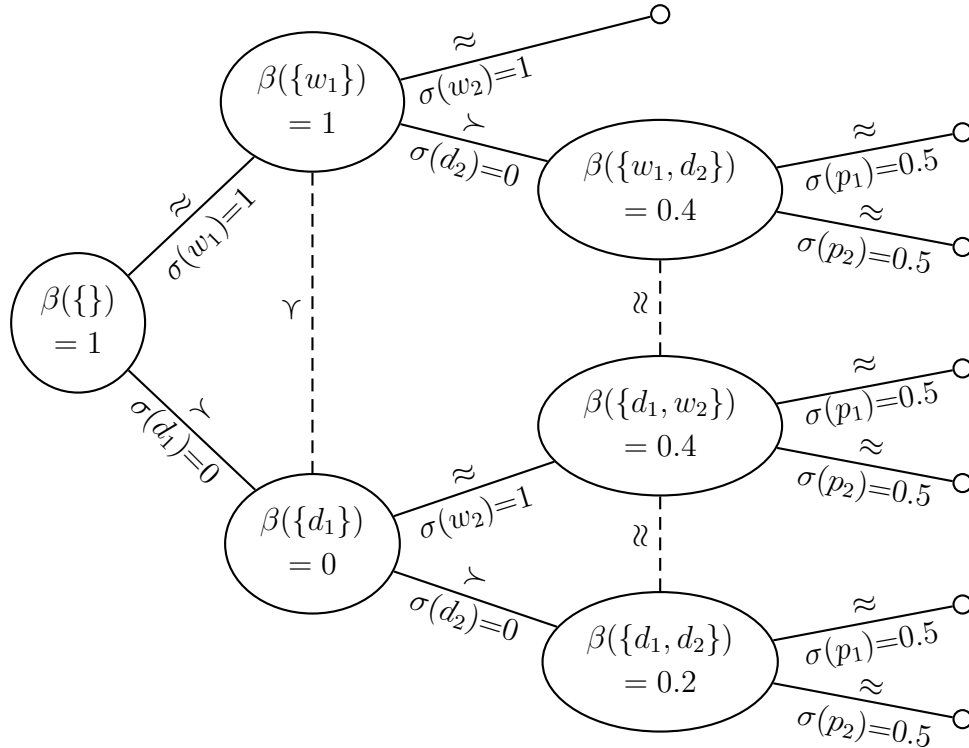 ≈
σ(w₂)=1
β({w₁})
= 1
≻
σ(d₂)=0
≈
σ(p₁)=0.5
β({w₁, d₂})
= 0.4
≈
σ(p₂)=0.5
≈
σ(w₁)=1
β({})
= 1
≻
≈
≻
σ(d₁)=0
≈
σ(p₁)=0.5
β({d₁, w₂})
= 0.4
≈
σ(p₂)=0.5
≈
σ(w₂)=1
β({d₁})
= 0
≈
≻
σ(d₂)=0
≈
σ(p₁)=0.5
β({d₁, d₂})
= 0.2
≈
σ(p₂)=0.5